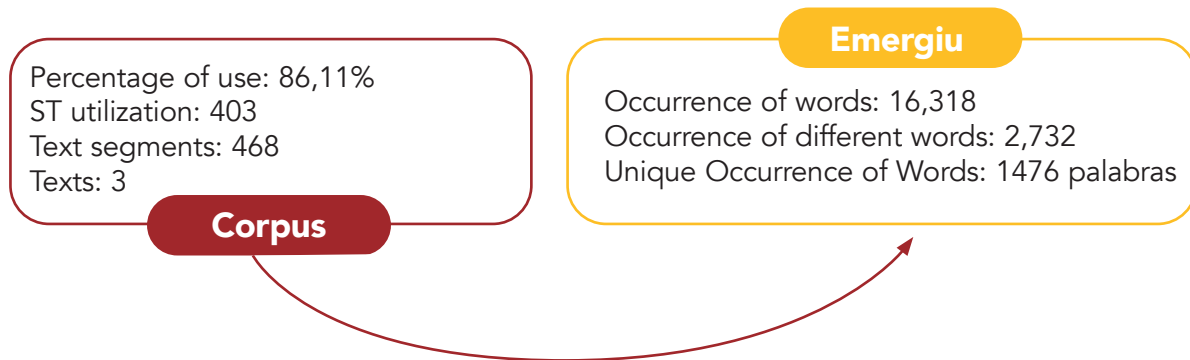 Percentage of use: 86,11%
ST utilization: 403
Text segments: 468
Texts: 3
Corpus
Emergiu
Occurrence of words: 16,318
Occurrence of different words: 2,732
Unique Occurrence of Words: 1476 palabras